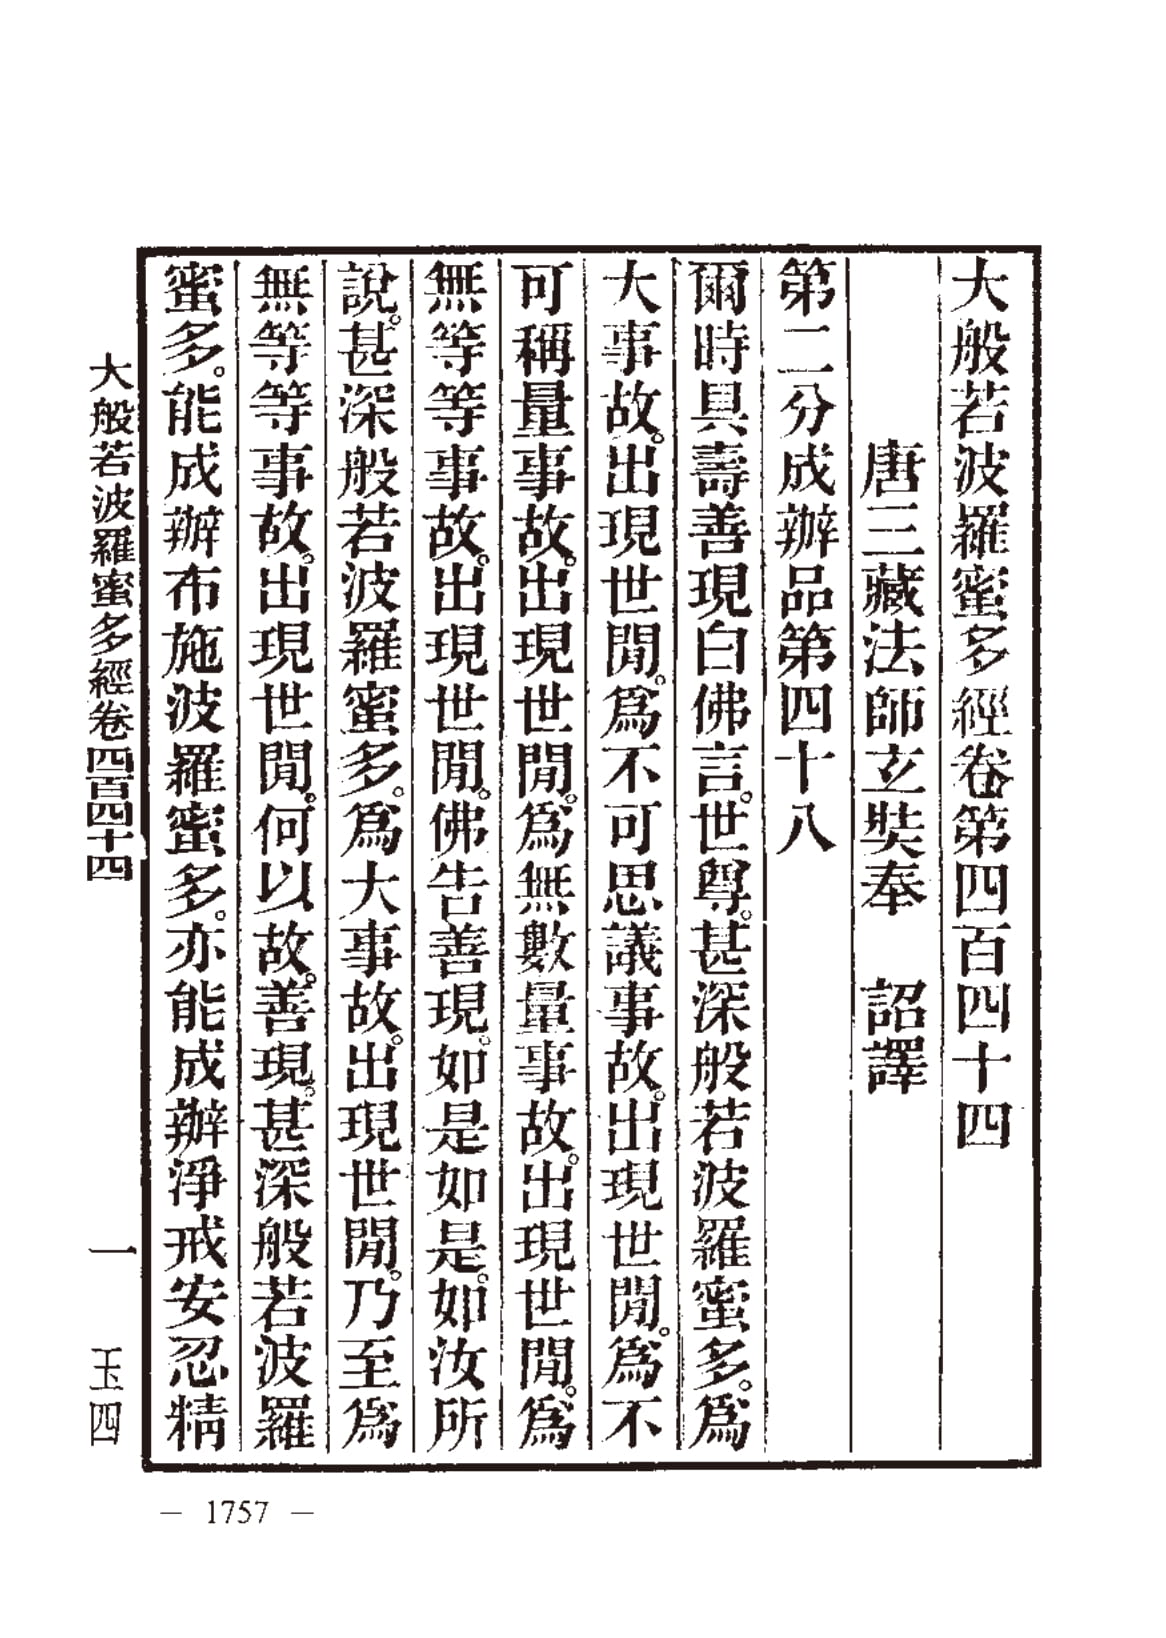 大般若波羅蜜多經卷第四百四十四
唐三藏法師玄奘奉　詔譯
第二分成辦品第四十八
爾時具壽善現白佛言。世尊。甚深般若波羅蜜多。爲
大事故。出現世閒。爲不可思議事故。出現世閒。爲不
可稱量事故。出現世閒。爲無數量事故。出現世閒。爲
無等等事故。出現世閒。佛告善現。如是如是。如汝所
說。甚深般若波羅蜜多。爲大事故。出現世閒。乃至爲
無等等事故。出現世閒。何以故。善現。甚深般若波羅
蜜多。能成辦布施波羅蜜多。亦能成辦淨戒安忍精
大般若波羅蜜多經卷四百四十四　一　玉四
— 1757 —